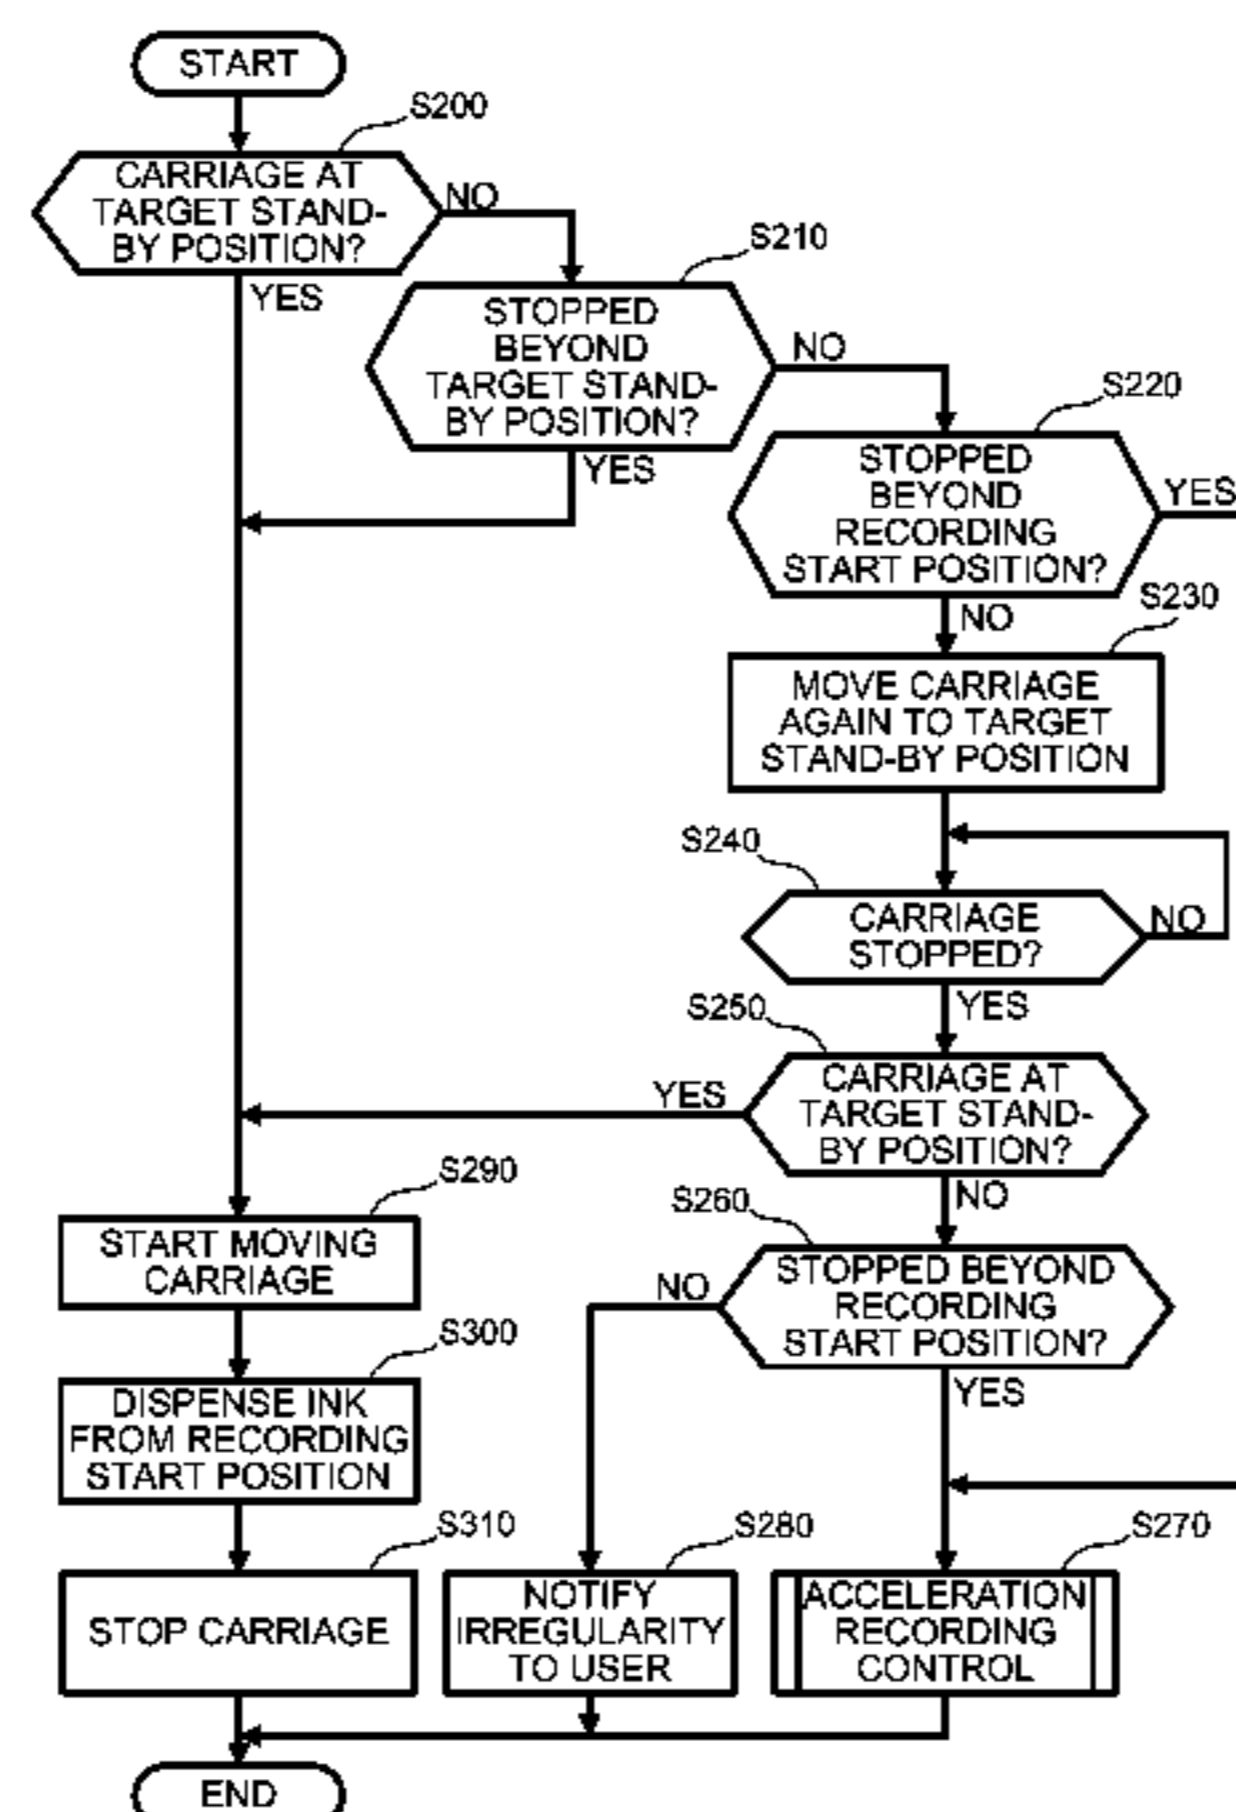 START
S200
CARRIAGE AT
TARGET STAND-
BY POSITION?
NO
YES
S210
STOPPED
BEYOND
TARGET STAND-
BY POSITION?
NO
YES
S220
STOPPED
BEYOND
RECORDING
START POSITION?
YES
NO
S230
MOVE CARRIAGE
AGAIN TO TARGET
STAND-BY POSITION
S240
CARRIAGE
STOPPED?
NO
YES
S250
CARRIAGE AT
TARGET STAND-
BY POSITION?
YES
NO
S260
STOPPED BEYOND
RECORDING
START POSITION?
NO
YES
S290
START MOVING
CARRIAGE
S300
DISPENSE INK
FROM RECORDING
START POSITION
S310
STOP CARRIAGE
S280
NOTIFY
IRREGULARITY
TO USER
S270
ACCELERATION
RECORDING
CONTROL
END